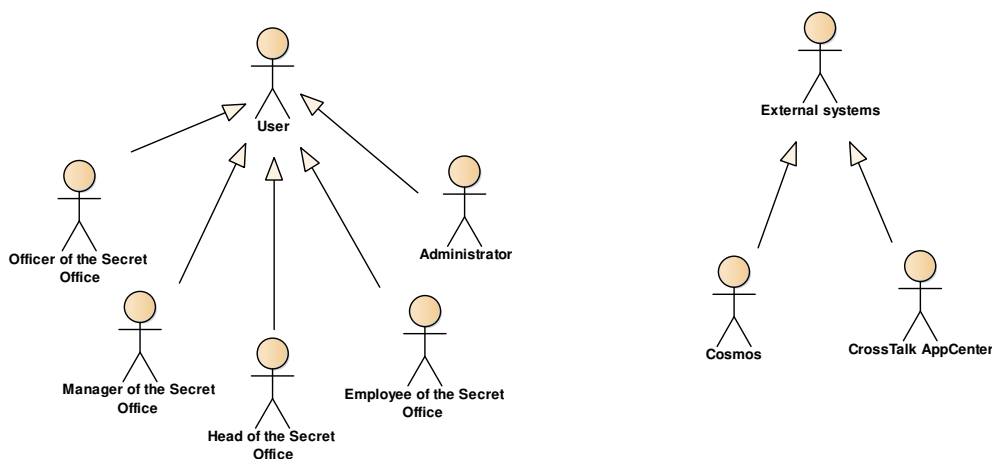 User
External systems
Officer of the Secret
Office
Administrator
Manager of the Secret
Office
Head of the Secret
Office
Employee of the Secret
Office
Cosmos
CrossTalk AppCenter